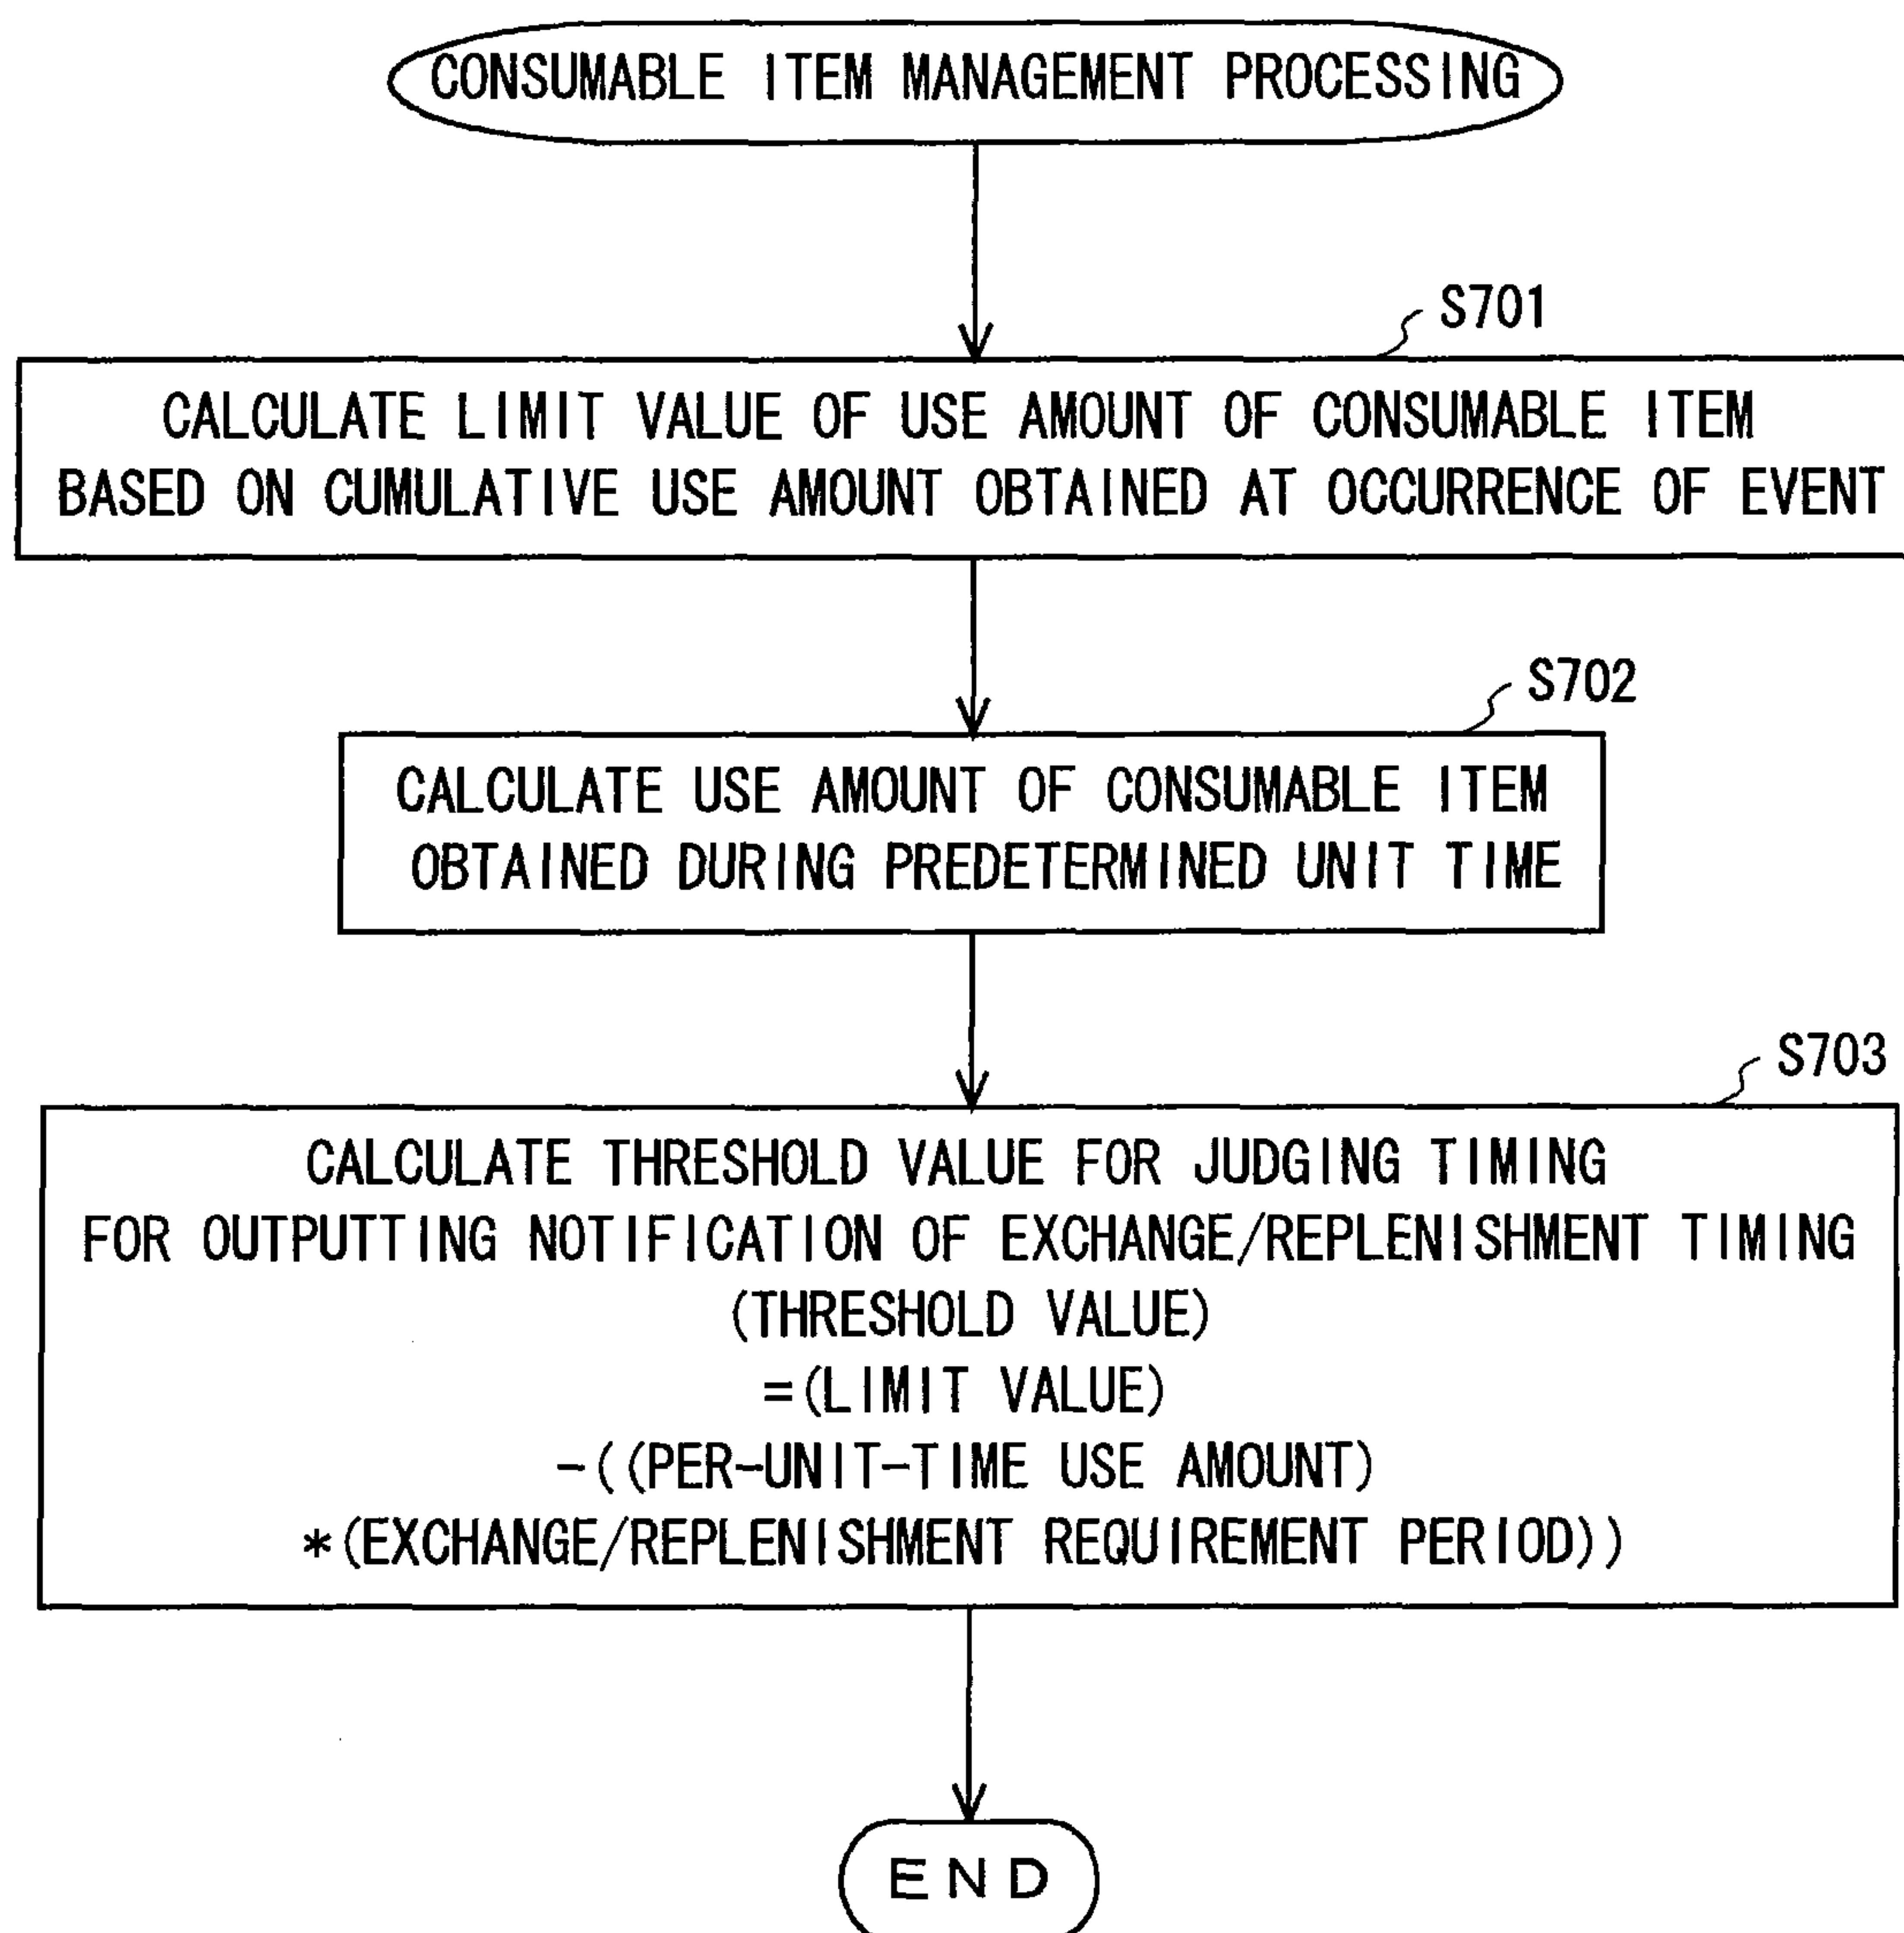 CONSUMABLE ITEM MANAGEMENT PROCESSING
S701
CALCULATE LIMIT VALUE OF USE AMOUNT OF CONSUMABLE ITEM
BASED ON CUMULATIVE USE AMOUNT OBTAINED AT OCCURRENCE OF EVENT
S702
CALCULATE USE AMOUNT OF CONSUMABLE ITEM
OBTAINED DURING PREDETERMINED UNIT TIME
S703
CALCULATE THRESHOLD VALUE FOR JUDGING TIMING
FOR OUTPUTTING NOTIFICATION OF EXCHANGE/REPLENISHMENT TIMING
(THRESHOLD VALUE)
=(LIMIT VALUE)
-((PER-UNIT-TIME USE AMOUNT)
*(EXCHANGE/REPLENISHMENT REQUIREMENT PERIOD))
END